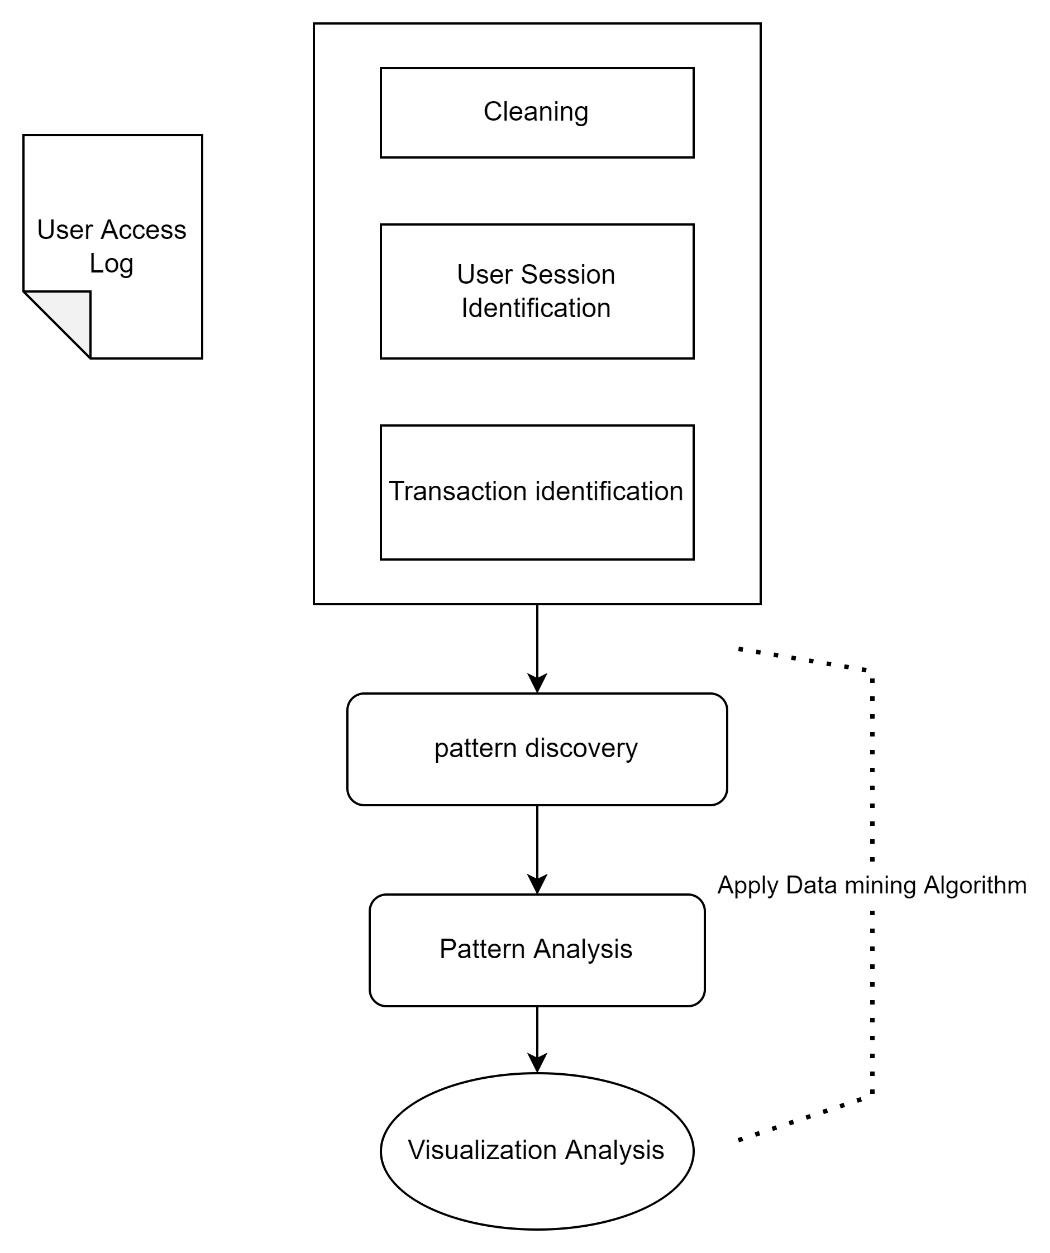 Cleaning
User Access
Log
User Session
Identification
Transaction identification
pattern discovery
Apply Data mining Algorithm
Pattern Analysis
Visualization Analysis